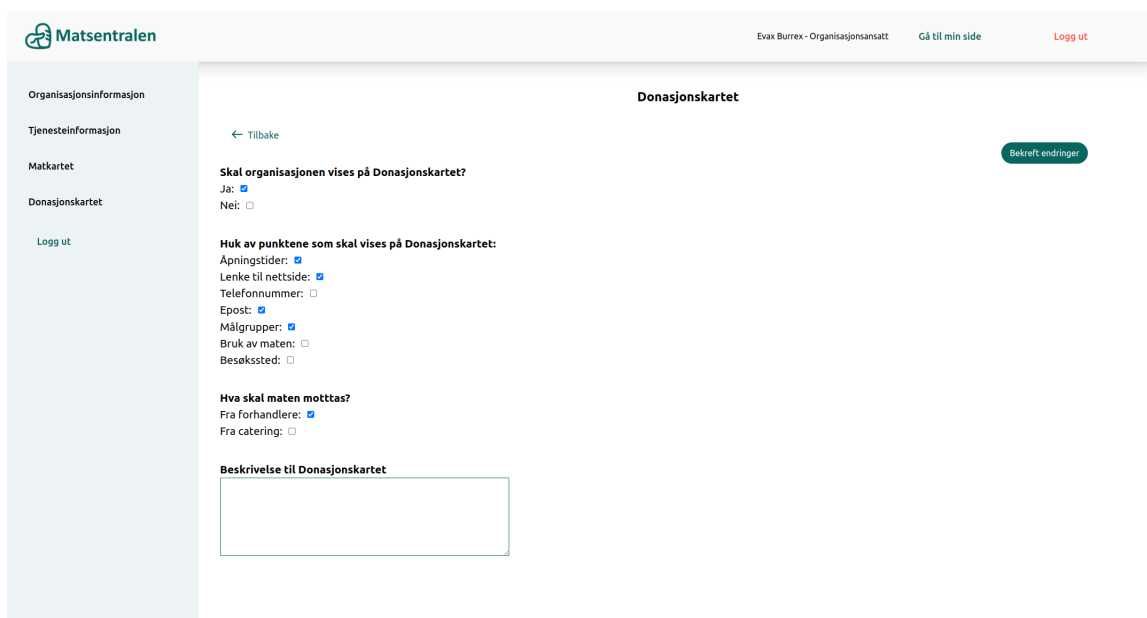 Matsentralen
Evax Burrex - Organisasjonsansatt
Gå til min side
Logg ut
Organisasjonsinformasjon
Tjenesteinformasjon
Matkartet
Donasjonskartet
Logg ut
Donasjonskartet
← Tilbake
Bekreft endringer
Skal organisasjonen vises på Donasjonskartet?
Ja:
Nei:
Huk av punktene som skal vises på Donasjonskartet:
Åpningstider:
Lenke til nettside:
Telefonnummer:
Epost:
Målgrupper:
Bruk av maten:
Besøkssted:
Hva skal maten motttas?
Fra forhandlere:
Fra catering:
Beskrivelse til Donasjonskartet